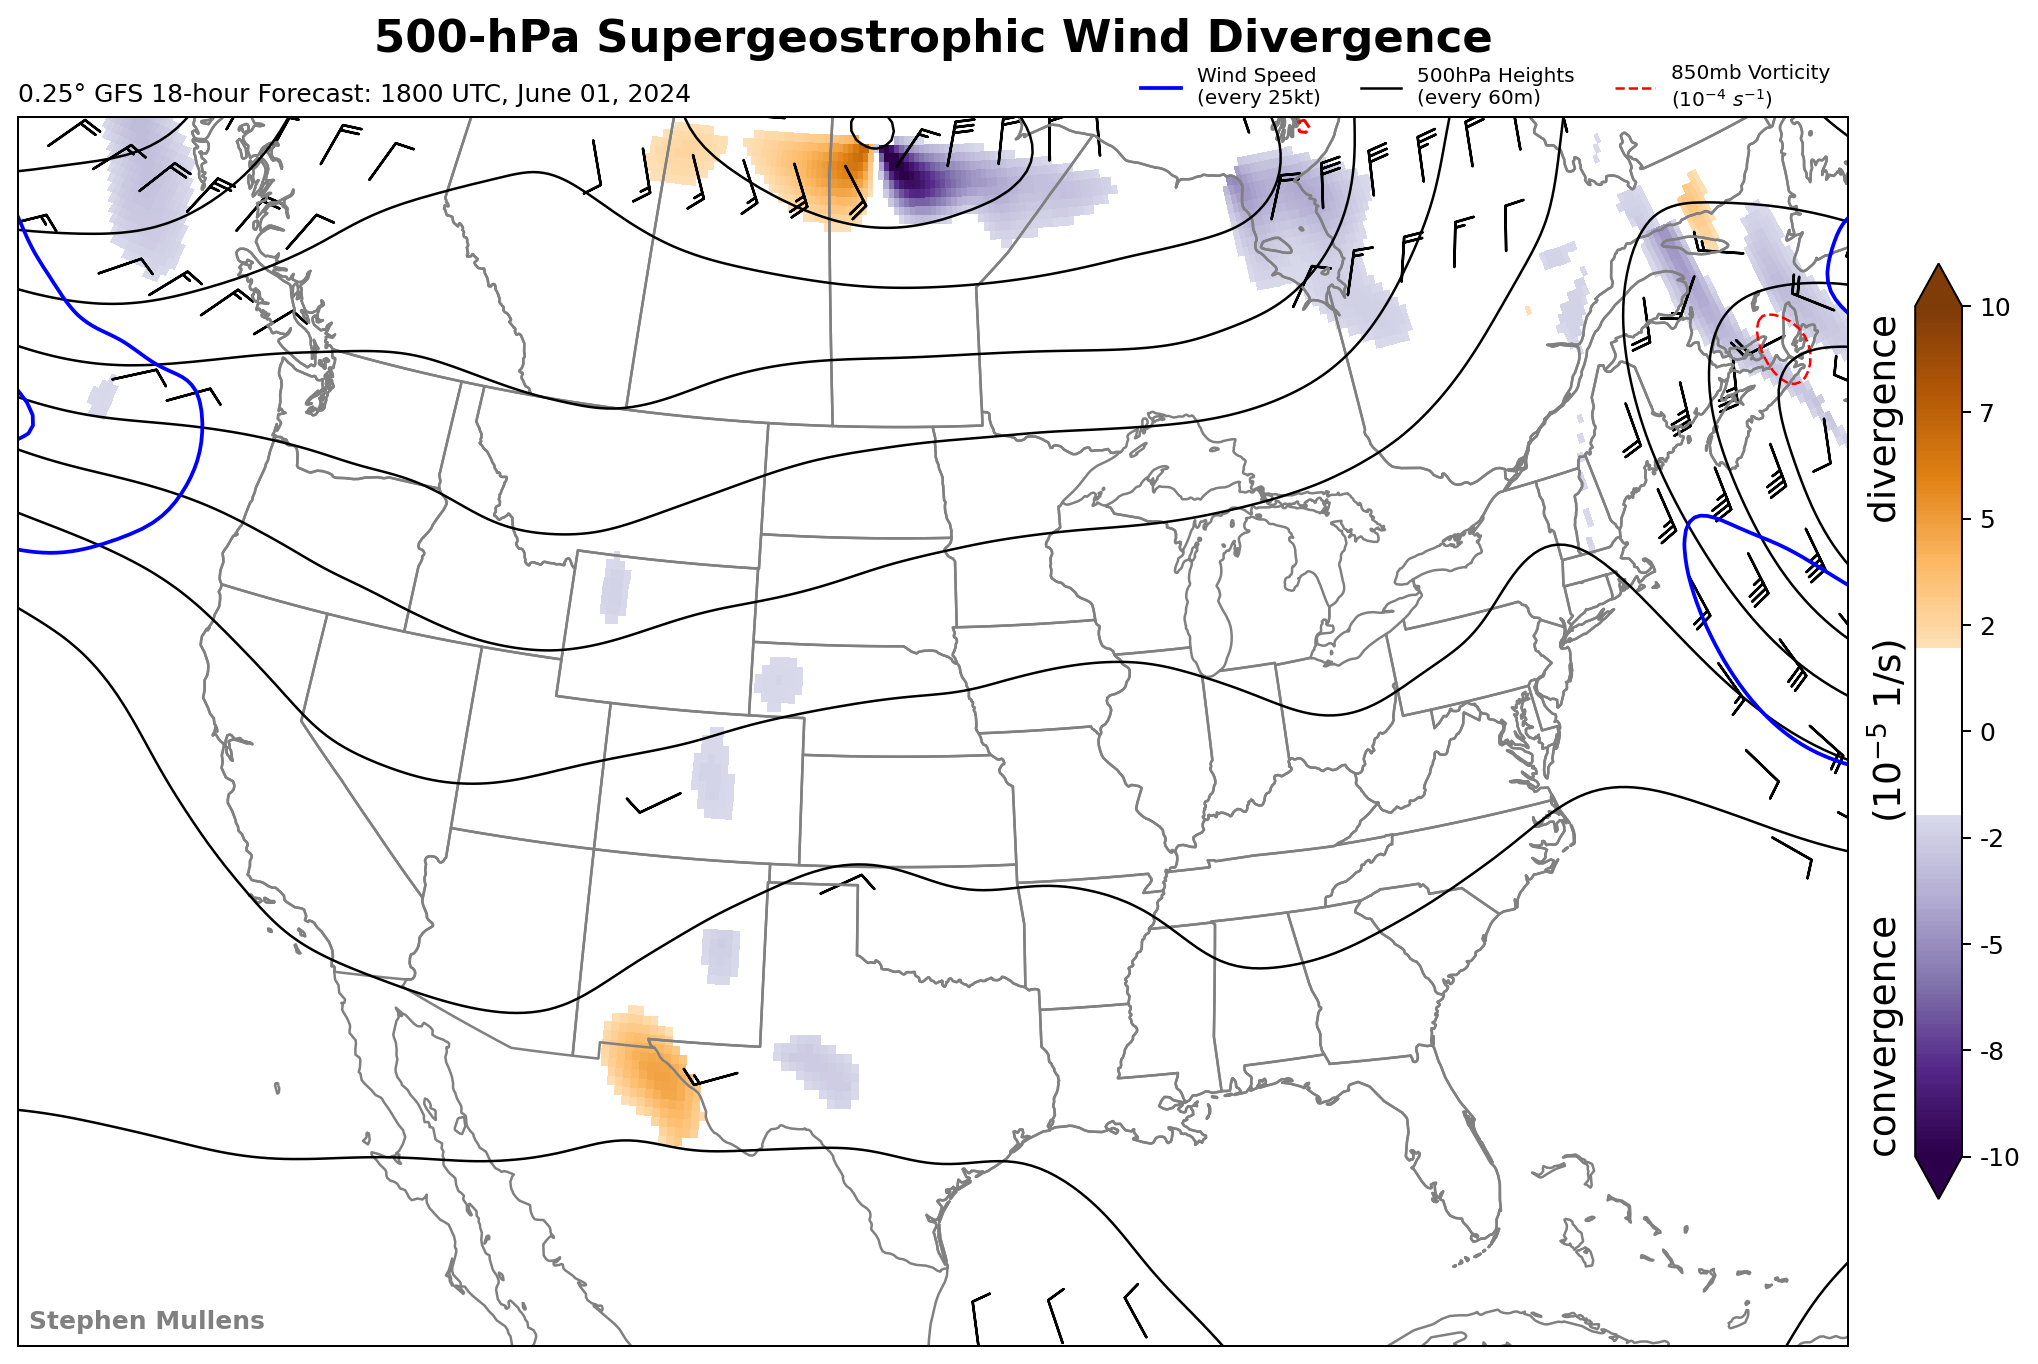 500-hPa Supergeostrophic Wind Divergence
0.25° GFS 18-hour Forecast: 1800 UTC, June 01, 2024
Wind Speed
(every 25kt)
500hPa Heights
(every 60m)
850mb Vorticity
(10⁻⁴ s⁻¹)
10
7
5
2
0
-2
-5
-8
-10
convergence (10⁻⁵ 1/s) divergence
Stephen Mullens